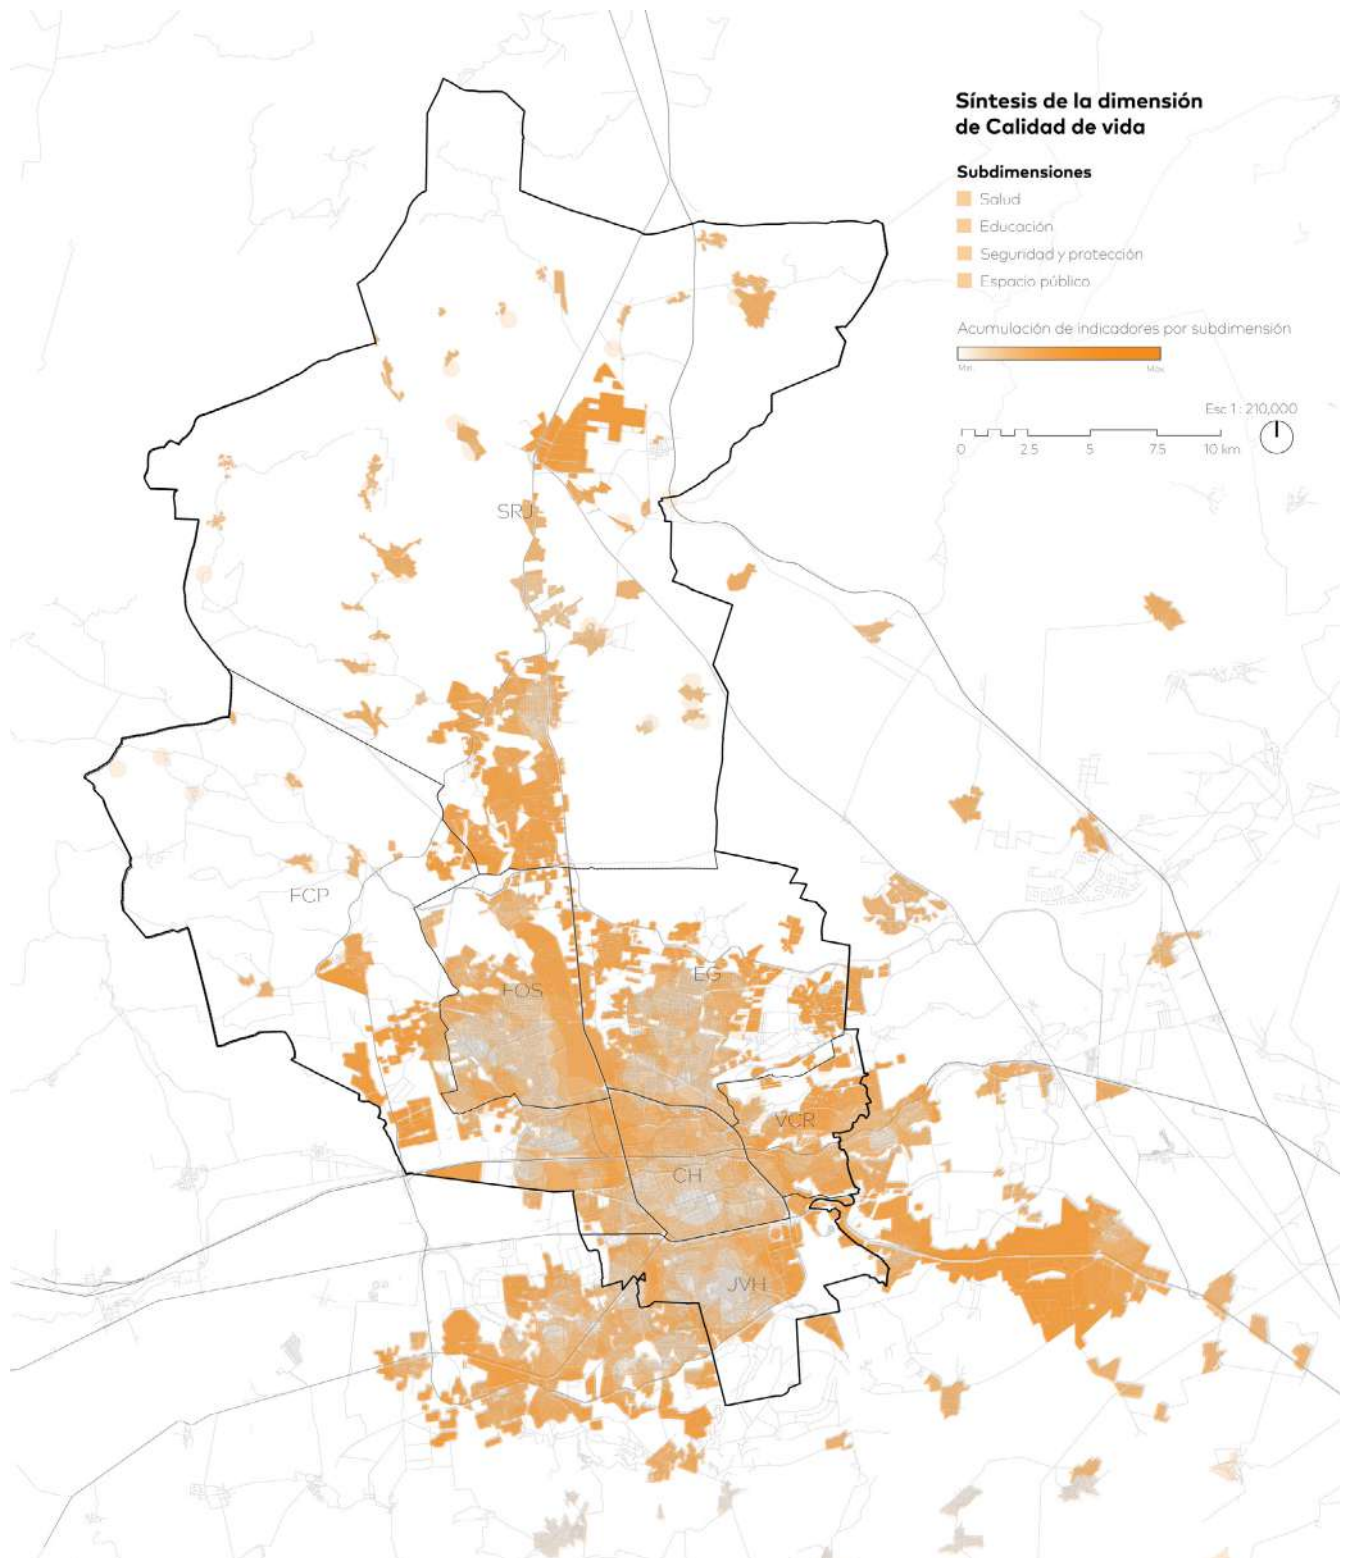 Síntesis de la dimensión
de Calidad de vida
Subdimensiones
Salud
Educación
Seguridad y protección
Espacio público
Acumulación de indicadores por subdimensión
Mín. Máx.
Esc 1 : 210,000
0 2.5 5 7.5 10 km
SRJ
FCP
EG
FOS
VCR
CH
JVH